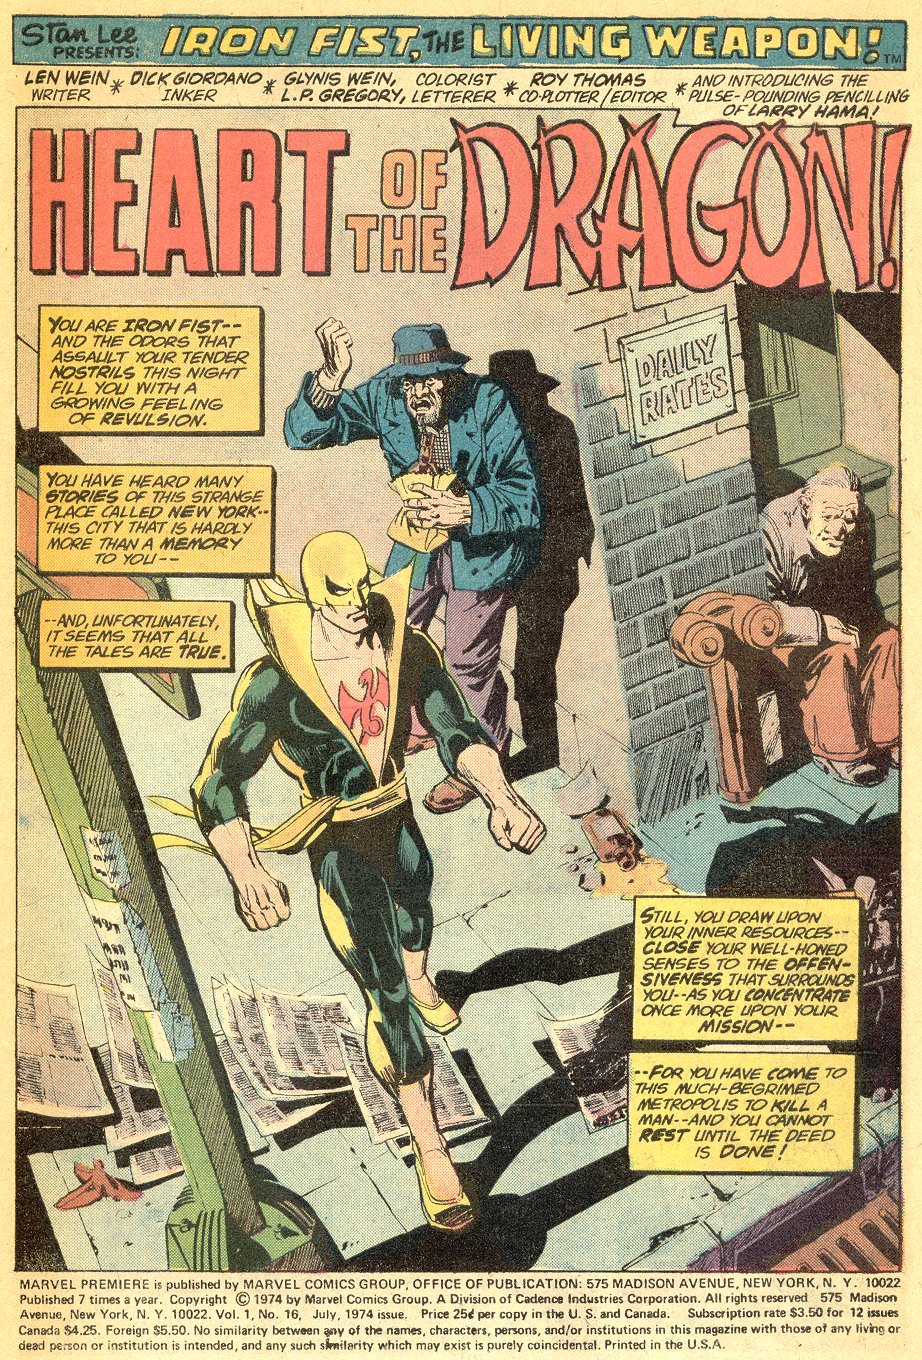 STAN LEE PRESENTS: IRON FIST, THE LIVING WEAPON! TM
LEN WEIN WRITER * DICK GIORDANO INKER * GLYNIS WEIN, COLORIST L.P. GREGORY, LETTERER * ROY THOMAS CO-PLOTTER/EDITOR * AND INTRODUCING THE PULSE-POUNDING PENCILLING OF LARRY HAMA!
HEART OF THE DRAGON!
YOU ARE IRON FIST--
AND THE ODORS THAT
ASSAULT YOUR TENDER
NOSTRILS THIS NIGHT
FILL YOU WITH A
GROWING FEELING
OF REVULSION.
YOU HAVE HEARD MANY
STORIES OF THIS STRANGE
PLACE CALLED NEW YORK--
THIS CITY THAT IS HARDLY
MORE THAN A MEMORY
TO YOU--
--AND, UNFORTUNATELY,
IT SEEMS THAT ALL
THE TALES ARE TRUE.
DAILY
RATES
STILL, YOU DRAW UPON
YOUR INNER RESOURCES--
CLOSE YOUR WELL-HONED
SENSES TO THE OFFEN-
SIVENESS THAT SURROUNDS
YOU--AS YOU CONCENTRATE
ONCE MORE UPON YOUR
MISSION--
--FOR YOU HAVE COME TO
THIS MUCH-BEGRIMED
METROPOLIS TO KILL A
MAN--AND YOU CANNOT
REST UNTIL THE DEED
IS DONE!
MARVEL PREMIERE is published by MARVEL COMICS GROUP, OFFICE OF PUBLICATION: 575 MADISON AVENUE, NEW YORK, N. Y. 10022
Published 7 times a year. Copyright © 1974 by Marvel Comics Group. A Division of Cadence Industries Corporation. All rights reserved 575 Madison
Avenue, New York, N. Y. 10022. Vol. 1, No. 16, July, 1974 issue. Price 25¢ per copy in the U. S. and Canada. Subscription rate $3.50 for 12 issues
Canada $4.25. Foreign $5.50. No similarity between any of the names, characters, persons, and/or institutions in this magazine with those of any living or
dead person or institution is intended, and any such similarity which may exist is purely coincidental. Printed in the U.S.A.